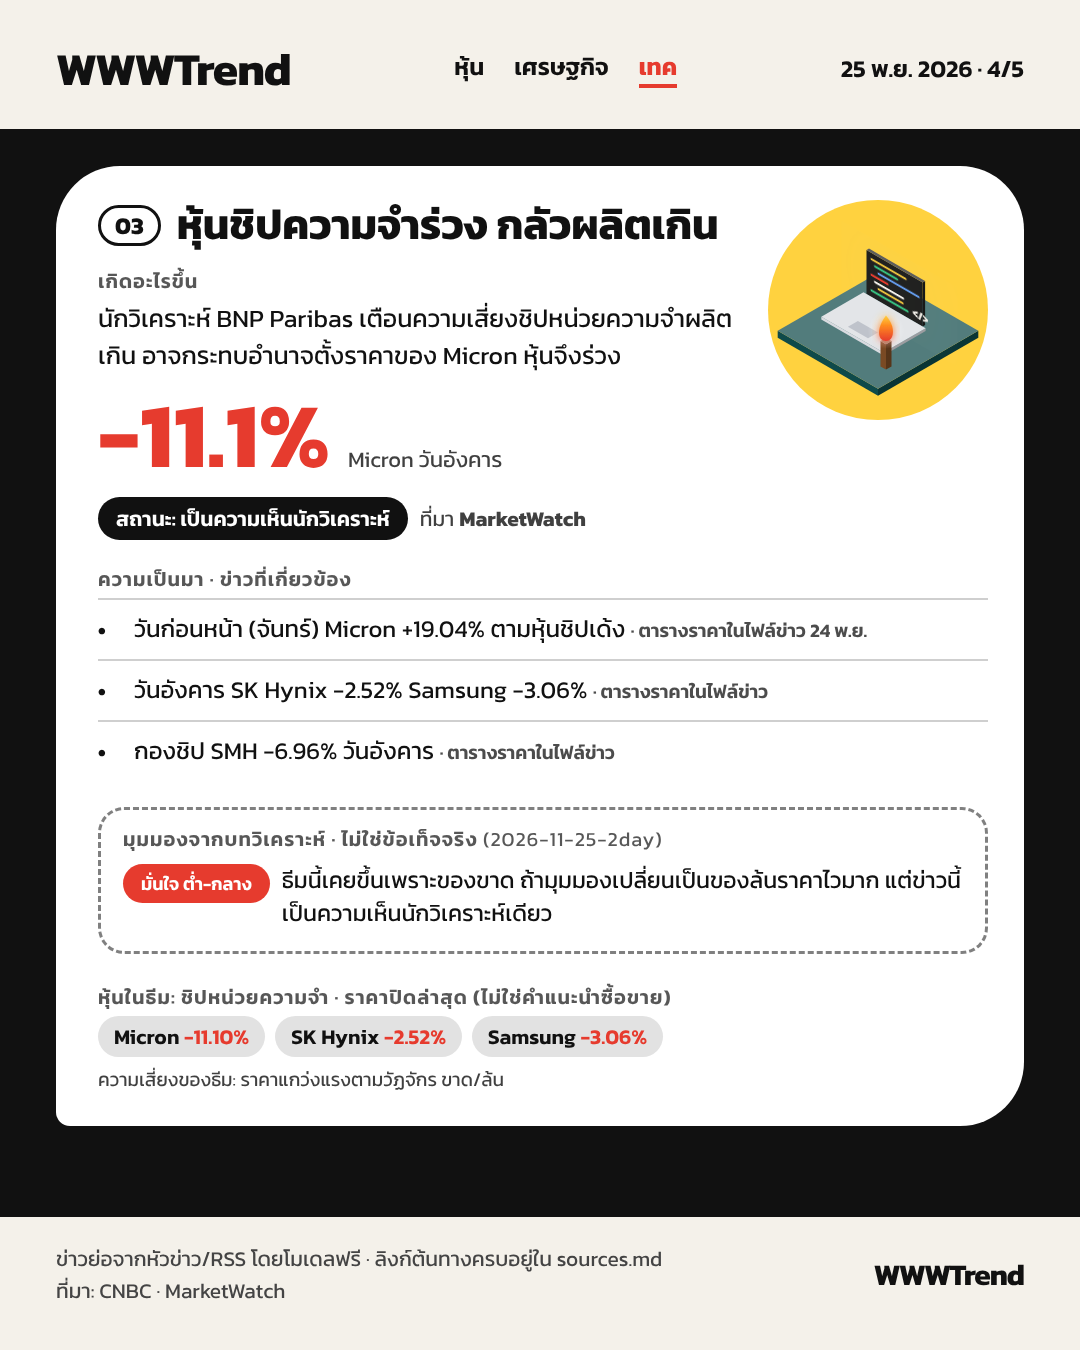 WWWTrend
หุ้น เศรษฐกิจ เทค
25 พ.ย. 2026 · 4/5
03 หุ้นชิปความจำร่วง กลัวผลิตเกิน
เกิดอะไรขึ้น
นักวิเคราะห์ BNP Paribas เตือนความเสี่ยงชิปหน่วยความจำผลิต
เกิน อาจกระทบอำนาจตั้งราคาของ Micron หุ้นจึงร่วง
</>
-11.1% Micron วันอังคาร
สถานะ: เป็นความเห็นนักวิเคราะห์ ที่มา MarketWatch
ความเป็นมา · ข่าวที่เกี่ยวข้อง
• วันก่อนหน้า (จันทร์) Micron +19.04% ตามหุ้นชิปเด้ง · ตารางราคาในไฟล์ข่าว 24 พ.ย.
• วันอังคาร SK Hynix -2.52% Samsung -3.06% · ตารางราคาในไฟล์ข่าว
• กองชิป SMH -6.96% วันอังคาร · ตารางราคาในไฟล์ข่าว
มุมมองจากบทวิเคราะห์ · ไม่ใช่ข้อเท็จจริง (2026-11-25-2day)
มั่นใจ ต่ำ-กลาง ธีมนี้เคยขึ้นเพราะของขาด ถ้ามุมมองเปลี่ยนเป็นของล้นราคาไวมาก แต่ข่าวนี้
เป็นความเห็นนักวิเคราะห์เดียว
หุ้นในธีม: ชิปหน่วยความจำ · ราคาปิดล่าสุด (ไม่ใช่คำแนะนำซื้อขาย)
Micron -11.10% SK Hynix -2.52% Samsung -3.06%
ความเสี่ยงของธีม: ราคาแกว่งแรงตามวัฏจักร ขาด/ล้น
ข่าวย่อจากหัวข่าว/RSS โดยโมเดลฟรี · ลิงก์ต้นทางครบอยู่ใน sources.md
ที่มา: CNBC · MarketWatch
WWWTrend